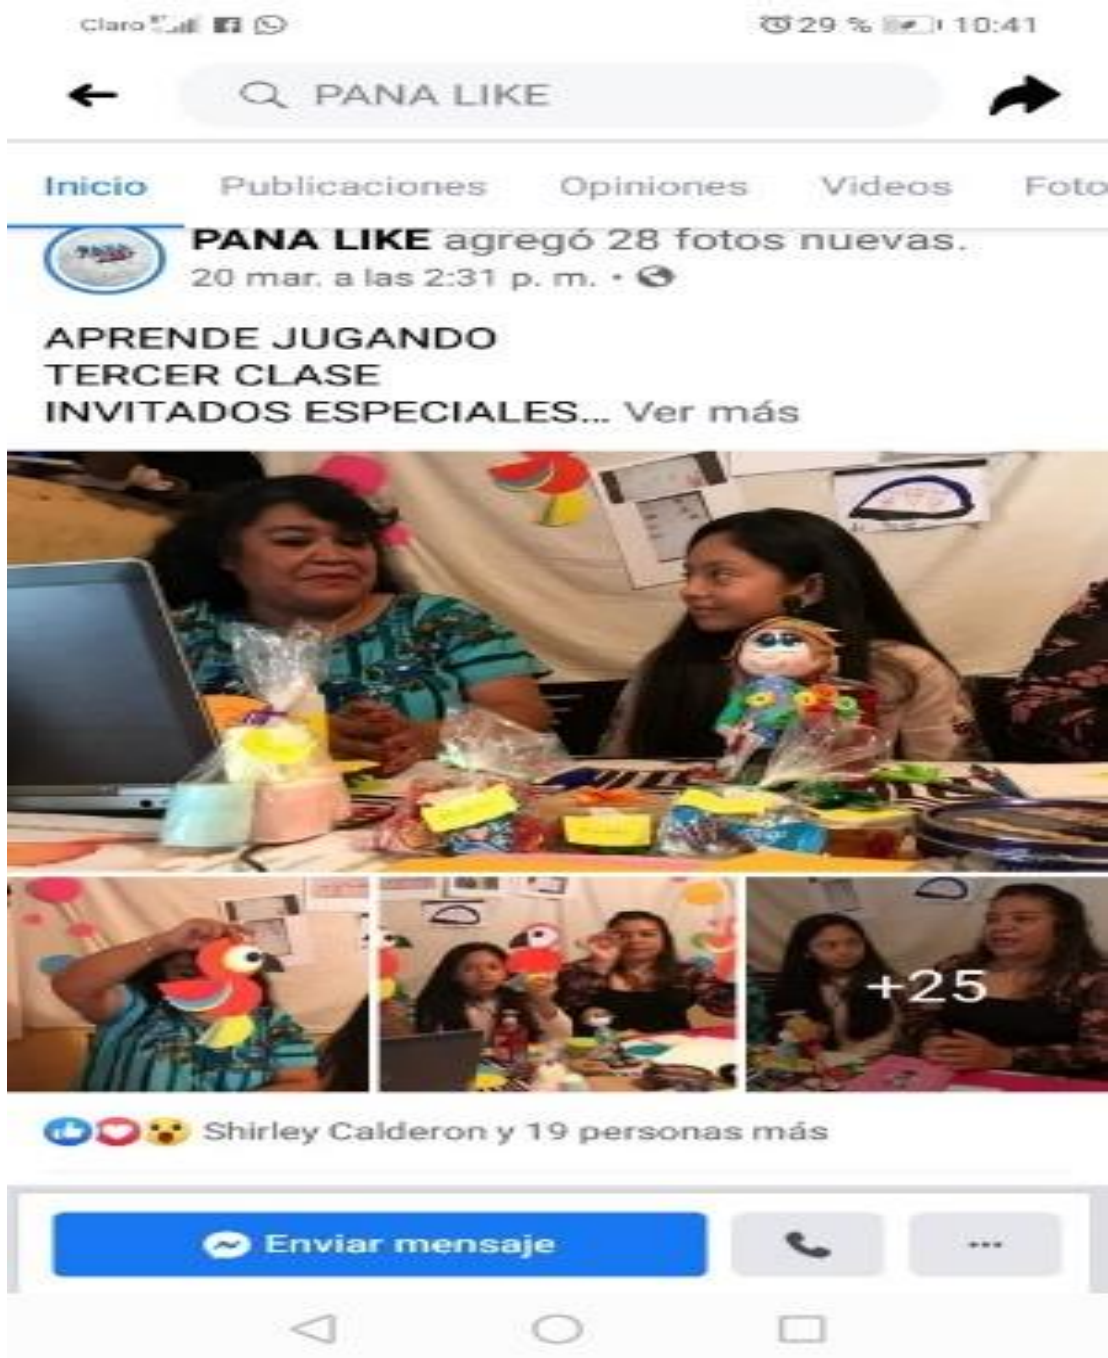 Claro 29 % 10:41
PANA LIKE
Inicio Publicaciones Opiniones Videos Foto
PANA LIKE agregó 28 fotos nuevas.
20 mar. a las 2:31 p. m. •
APRENDE JUGANDO
TERCER CLASE
INVITADOS ESPECIALES... Ver más
+25
Shirley Calderon y 19 personas más
Enviar mensaje